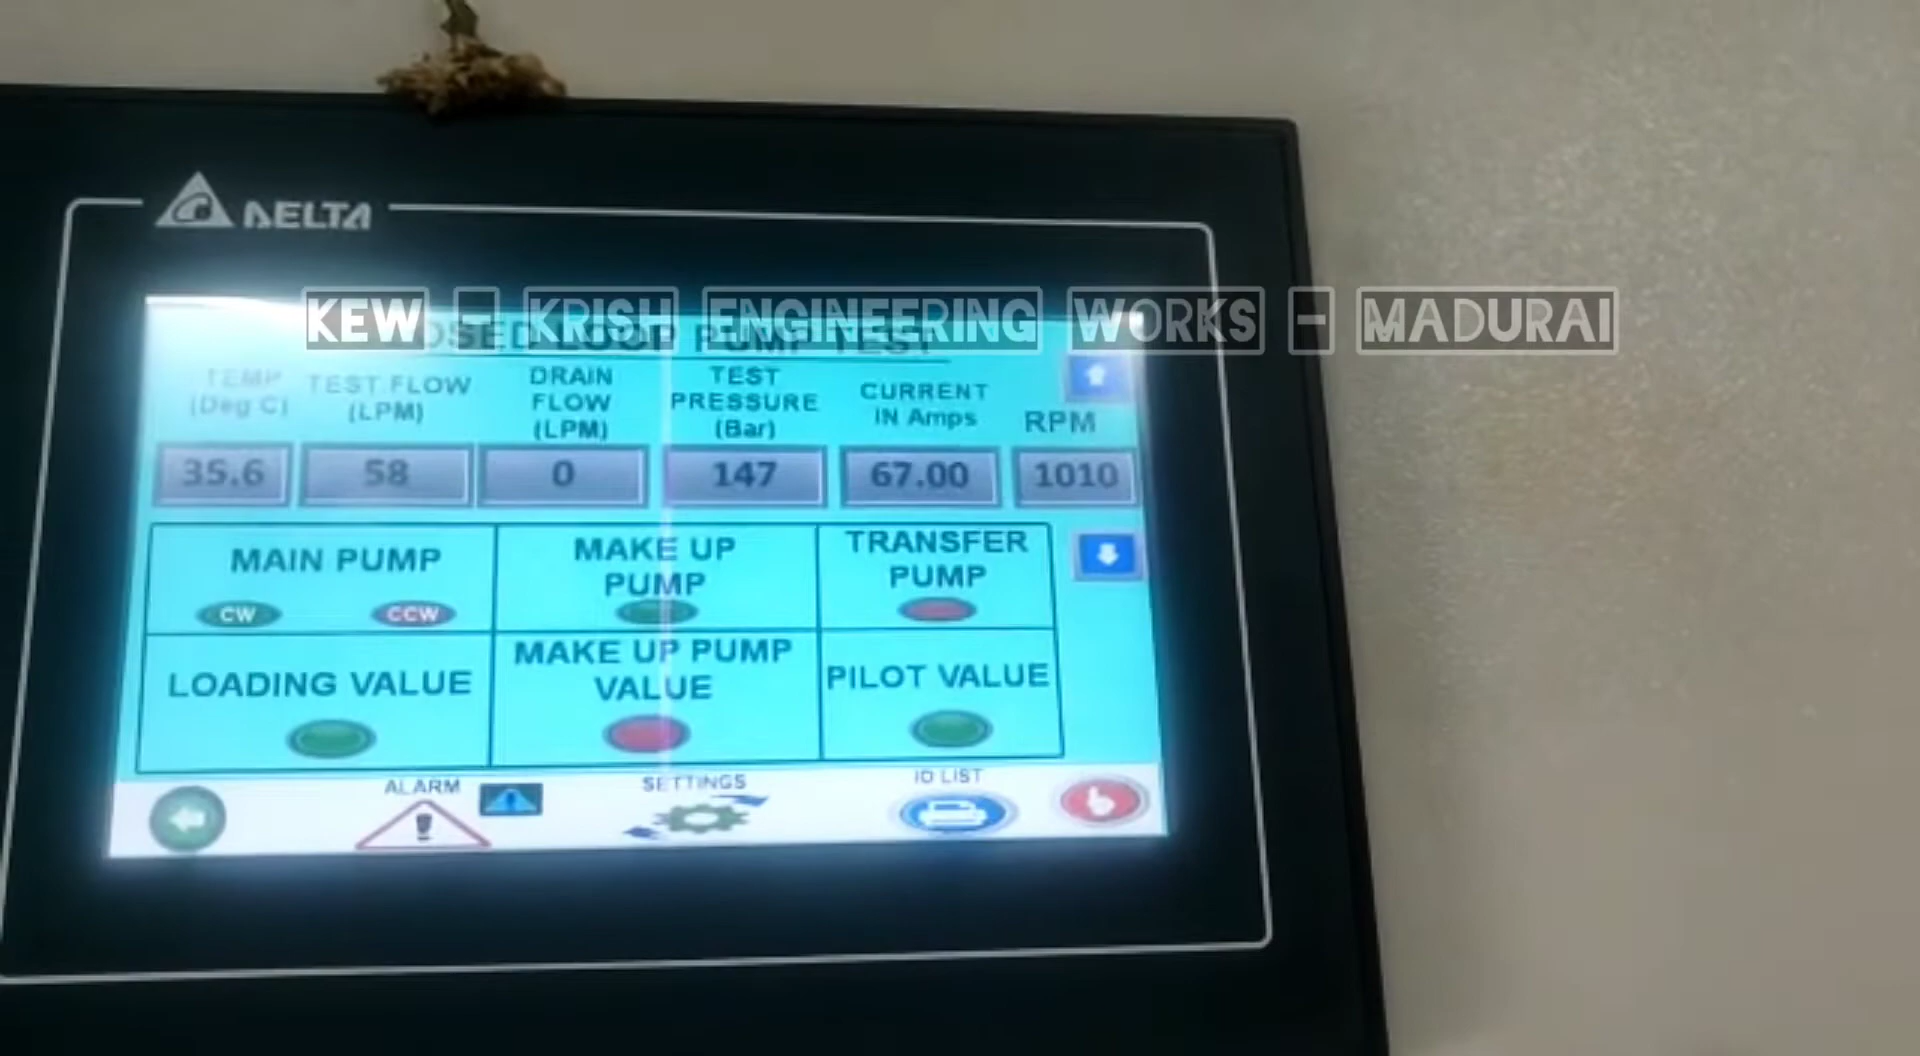 DELTA
KEW - KRISH ENGINEERING WORKS - MADURAI
LOOP PUMP TEST
TEMP
(Deg C)
TEST FLOW
(LPM)
DRAIN
FLOW
(LPM)
TEST
PRESSURE
(Bar)
CURRENT
IN Amps
RPM
35.6
58
0
147
67.00
1010
MAIN PUMP
CW CCW
MAKE UP
PUMP
TRANSFER
PUMP
LOADING VALUE
MAKE UP PUMP
VALUE
PILOT VALUE
ALARM
SETTINGS
ID LIST